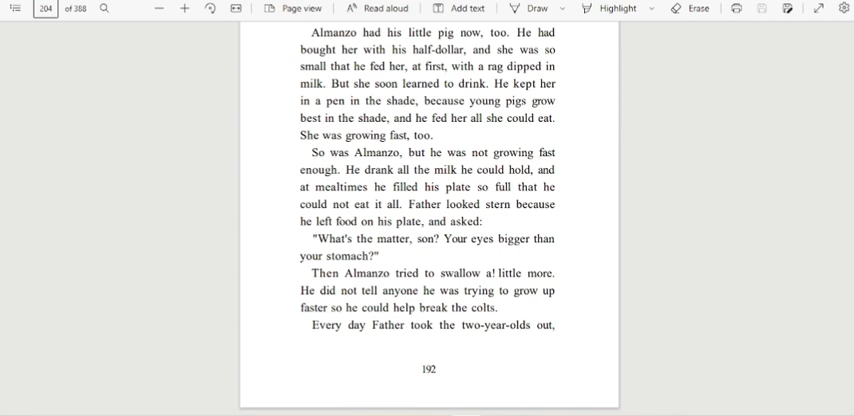 204 of 388 Page view Read aloud Add text Draw Highlight Erase
Almanzo had his little pig now, too. He had
bought her with his half-dollar, and she was so
small that he fed her, at first, with a rag dipped in
milk. But she soon learned to drink. He kept her
in a pen in the shade, because young pigs grow
best in the shade, and he fed her all she could eat.
She was growing fast, too.
So was Almanzo, but he was not growing fast
enough. He drank all the milk he could hold, and
at mealtimes he filled his plate so full that he
could not eat it all. Father looked stern because
he left food on his plate, and asked:
"What's the matter, son? Your eyes bigger than
your stomach?"
Then Almanzo tried to swallow a! little more.
He did not tell anyone he was trying to grow up
faster so he could help break the colts.
Every day Father took the two-year-olds out,
192